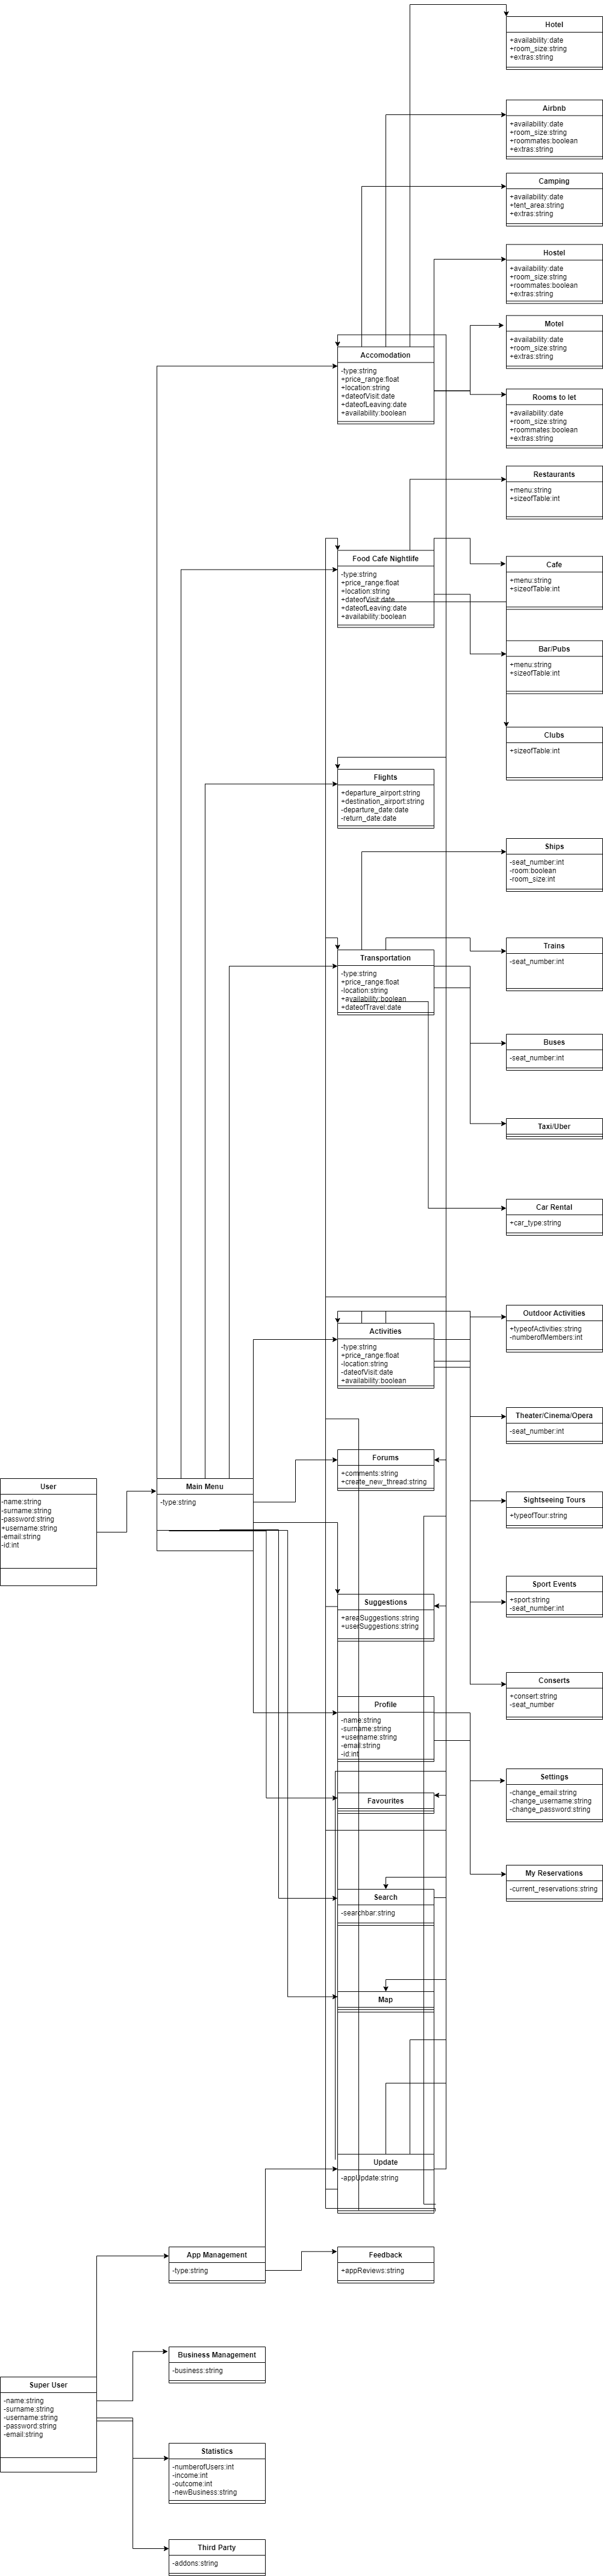 Hotel
+availability:date
+room_size:string
+extras:string
Airbnb
+availability:date
+room_size:string
+roommates:boolean
+extras:string
Camping
+availability:date
+tent_area:string
+extras:string
Hostel
+availability:date
+room_size:string
+roommates:boolean
+extras:string
Motel
+availability:date
+room_size:string
+extras:string
Accomodation
-type:string
+price_range:float
+location:string
+dateofVisit:date
+dateofLeaving:date
+availability:boolean
Rooms to let
+availability:date
+room_size:string
+roommates:boolean
+extras:string
Restaurants
+menu:string
+sizeofTable:int
Food Cafe Nightlife
-type:string
+price_range:float
+location:string
+dateofVisit:date
+dateofLeaving:date
+availability:boolean
Cafe
+menu:string
+sizeofTable:int
Bar/Pubs
+menu:string
+sizeofTable:int
Clubs
+sizeofTable:int
Flights
+departure_airport:string
+destination_airport:string
-departure_date:date
-return_date:date
Ships
-seat_number:int
-room:boolean
-room_size:int
Trains
-seat_number:int
Transportation
-type:string
+price_range:float
-location:string
+availability:boolean
+dateofTravel:date
Buses
-seat_number:int
Taxi/Uber
Car Rental
+car_type:string
Outdoor Activities
+typeofActivities:string
-numberofMembers:int
Activities
-type:string
+price_range:float
-location:string
-dateofVisit:date
+availability:boolean
Theater/Cinema/Opera
-seat_number:int
Forums
+comments:string
+create_new_thread:string
User
-name:string
-surname:string
-password:string
+username:string
-email:string
-id:int
Main Menu
-type:string
Sightseeing Tours
+typeofTour:string
Sport Events
+sport:string
-seat_number:int
Suggestions
+areaSuggestions:string
+userSuggestions:string
Conserts
+consert:string
-seat_number
Profile
-name:string
-surname:string
+username:string
-email:string
-id:int
Settings
-change_email:string
-change_username:string
-change_password:string
Favourites
My Reservations
-current_reservations:string
Search
-searchbar:string
Map
Update
-appUpdate:string
App Management
-type:string
Feedback
+appReviews:string
Business Management
-business:string
Super User
-name:string
-surname:string
-username:string
-password:string
-email:string
Statistics
-numberofUsers:int
-income:int
-outcome:int
-newBusiness:string
Third Party
-addons:string